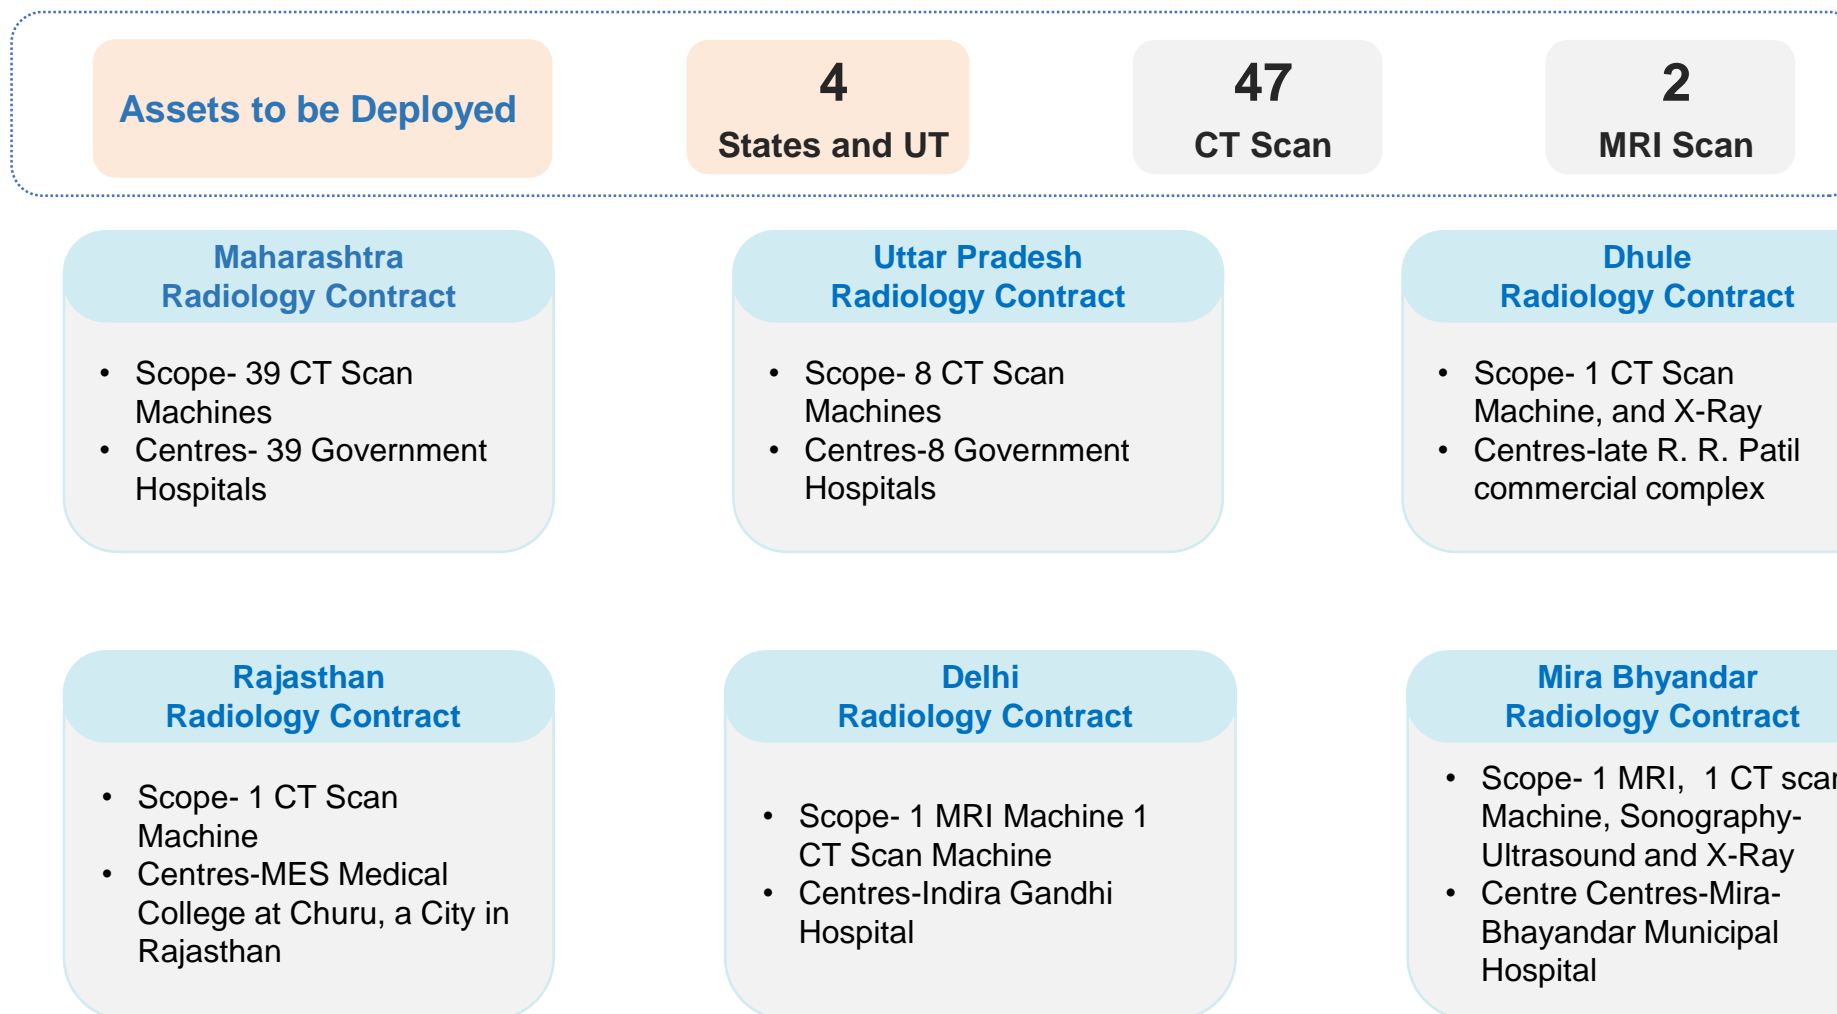 Assets to be Deployed
4
States and UT
47
CT Scan
2
MRI Scan
Maharashtra
Radiology Contract
• Scope- 39 CT Scan
Machines
• Centres- 39 Government
Hospitals
Uttar Pradesh
Radiology Contract
• Scope- 8 CT Scan
Machines
• Centres-8 Government
Hospitals
Dhule
Radiology Contract
• Scope- 1 CT Scan
Machine, and X-Ray
• Centres-late R. R. Patil
commercial complex
Rajasthan
Radiology Contract
• Scope- 1 CT Scan
Machine
• Centres-MES Medical
College at Churu, a City in
Rajasthan
Delhi
Radiology Contract
• Scope- 1 MRI Machine 1
CT Scan Machine
• Centres-Indira Gandhi
Hospital
Mira Bhyandar
Radiology Contract
• Scope- 1 MRI,  1 CT scan
Machine, Sonography-
Ultrasound and X-Ray
• Centre Centres-Mira-
Bhayandar Municipal
Hospital